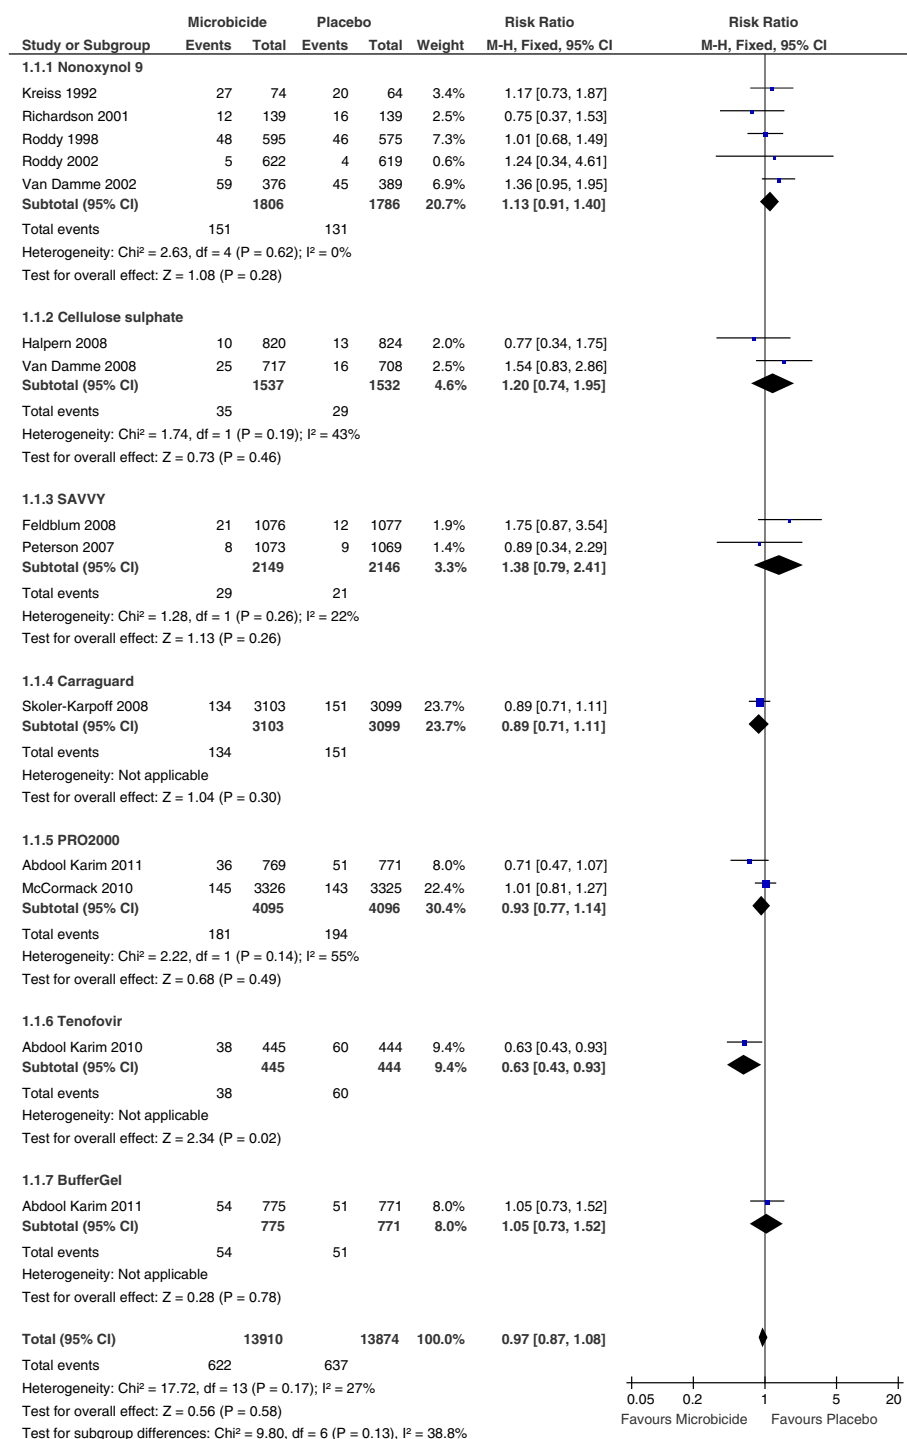 Microbicide Placebo Risk Ratio Risk Ratio
Study or Subgroup Events Total Events Total Weight M-H, Fixed, 95% CI M-H, Fixed, 95% CI
1.1.1 Nonoxynol 9
Kreiss 1992 27 74 20 64 3.4% 1.17 [0.73, 1.87]
Richardson 2001 12 139 16 139 2.5% 0.75 [0.37, 1.53]
Roddy 1998 48 595 46 575 7.3% 1.01 [0.68, 1.49]
Roddy 2002 5 622 4 619 0.6% 1.24 [0.34, 4.61]
Van Damme 2002 59 376 45 389 6.9% 1.36 [0.95, 1.95]
Subtotal (95% CI) 1806 1786 20.7% 1.13 [0.91, 1.40]
Total events 151 131
Heterogeneity: Chi² = 2.63, df = 4 (P = 0.62); I² = 0%
Test for overall effect: Z = 1.08 (P = 0.28)
1.1.2 Cellulose sulphate
Halpern 2008 10 820 13 824 2.0% 0.77 [0.34, 1.75]
Van Damme 2008 25 717 16 708 2.5% 1.54 [0.83, 2.86]
Subtotal (95% CI) 1537 1532 4.6% 1.20 [0.74, 1.95]
Total events 35 29
Heterogeneity: Chi² = 1.74, df = 1 (P = 0.19); I² = 43%
Test for overall effect: Z = 0.73 (P = 0.46)
1.1.3 SAVVY
Feldblum 2008 21 1076 12 1077 1.9% 1.75 [0.87, 3.54]
Peterson 2007 8 1073 9 1069 1.4% 0.89 [0.34, 2.29]
Subtotal (95% CI) 2149 2146 3.3% 1.38 [0.79, 2.41]
Total events 29 21
Heterogeneity: Chi² = 1.28, df = 1 (P = 0.26); I² = 22%
Test for overall effect: Z = 1.13 (P = 0.26)
1.1.4 Carraguard
Skoler-Karpoff 2008 134 3103 151 3099 23.7% 0.89 [0.71, 1.11]
Subtotal (95% CI) 3103 3099 23.7% 0.89 [0.71, 1.11]
Total events 134 151
Heterogeneity: Not applicable
Test for overall effect: Z = 1.04 (P = 0.30)
1.1.5 PRO2000
Abdool Karim 2011 36 769 51 771 8.0% 0.71 [0.47, 1.07]
McCormack 2010 145 3326 143 3325 22.4% 1.01 [0.81, 1.27]
Subtotal (95% CI) 4095 4096 30.4% 0.93 [0.77, 1.14]
Total events 181 194
Heterogeneity: Chi² = 2.22, df = 1 (P = 0.14); I² = 55%
Test for overall effect: Z = 0.68 (P = 0.49)
1.1.6 Tenofovir
Abdool Karim 2010 38 445 60 444 9.4% 0.63 [0.43, 0.93]
Subtotal (95% CI) 445 444 9.4% 0.63 [0.43, 0.93]
Total events 38 60
Heterogeneity: Not applicable
Test for overall effect: Z = 2.34 (P = 0.02)
1.1.7 BufferGel
Abdool Karim 2011 54 775 51 771 8.0% 1.05 [0.73, 1.52]
Subtotal (95% CI) 775 771 8.0% 1.05 [0.73, 1.52]
Total events 54 51
Heterogeneity: Not applicable
Test for overall effect: Z = 0.28 (P = 0.78)
Total (95% CI) 13910 13874 100.0% 0.97 [0.87, 1.08]
Total events 622 637
Heterogeneity: Chi² = 17.72, df = 13 (P = 0.17); I² = 27%
Test for overall effect: Z = 0.56 (P = 0.58)
Test for subgroup differences: Chi² = 9.80, df = 6 (P = 0.13), I² = 38.8%
0.05 0.2 1 5 20
Favours Microbicide Favours Placebo